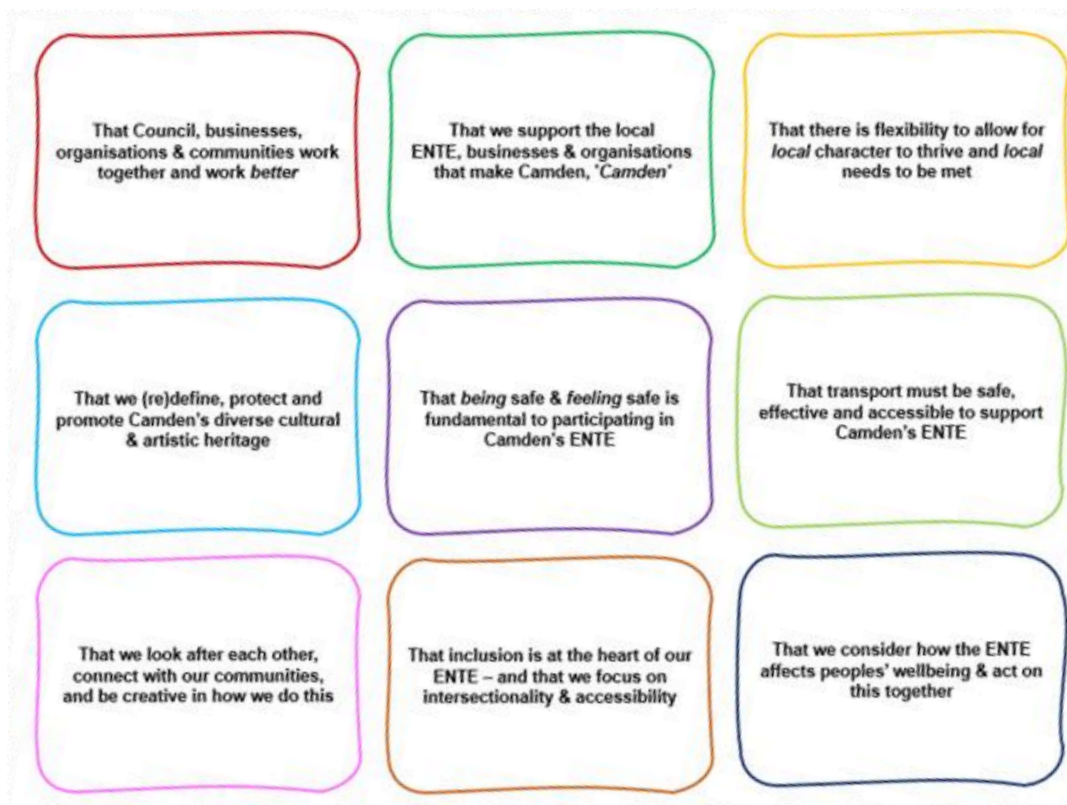 That Council, businesses,
organisations & communities work
together and work better
That we support the local
ENTE, businesses & organisations
that make Camden, 'Camden'
That there is flexibility to allow for
local character to thrive and local
needs to be met
That we (re)define, protect and
promote Camden's diverse cultural
& artistic heritage
That being safe & feeling safe is
fundamental to participating in
Camden's ENTE
That transport must be safe,
effective and accessible to support
Camden's ENTE
That we look after each other,
connect with our communities,
and be creative in how we do this
That inclusion is at the heart of our
ENTE – and that we focus on
intersectionality & accessibility
That we consider how the ENTE
affects peoples' wellbeing & act on
this together